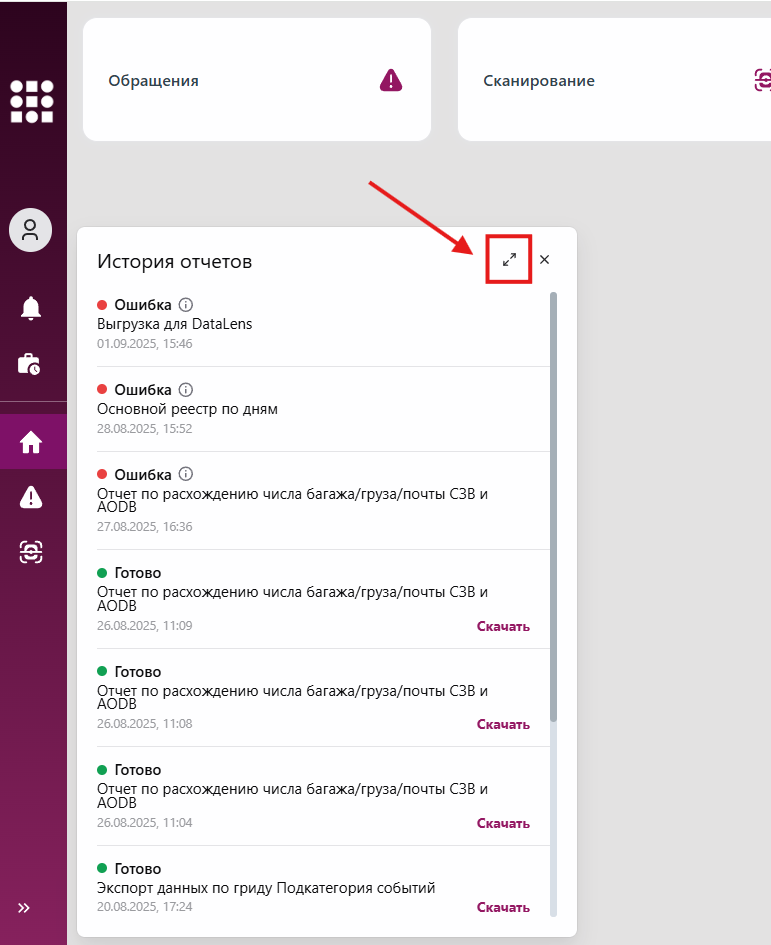 Обращения
Сканирование
История отчетов
Ошибка
Выгрузка для DataLens
01.09.2025, 15:46
Ошибка
Основной реестр по дням
28.08.2025, 15:52
Ошибка
Отчет по расхождению числа багажа/груза/почты СЗВ и
AODB
27.08.2025, 16:36
Готово
Отчет по расхождению числа багажа/груза/почты СЗВ и
AODB
26.08.2025, 11:09 Скачать
Готово
Отчет по расхождению числа багажа/груза/почты СЗВ и
AODB
26.08.2025, 11:08 Скачать
Готово
Отчет по расхождению числа багажа/груза/почты СЗВ и
AODB
26.08.2025, 11:04 Скачать
Готово
Экспорт данных по гриду Подкатегория событий
20.08.2025, 17:24 Скачать